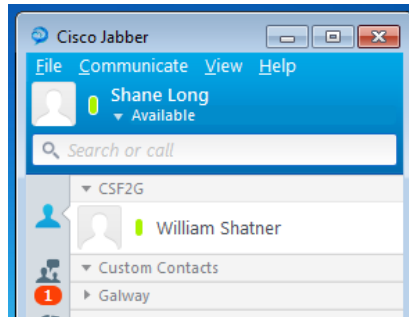 Cisco Jabber
File Communicate View Help
Shane Long
Available
Search or call
CSF2G
William Shatner
Custom Contacts
1
Galway